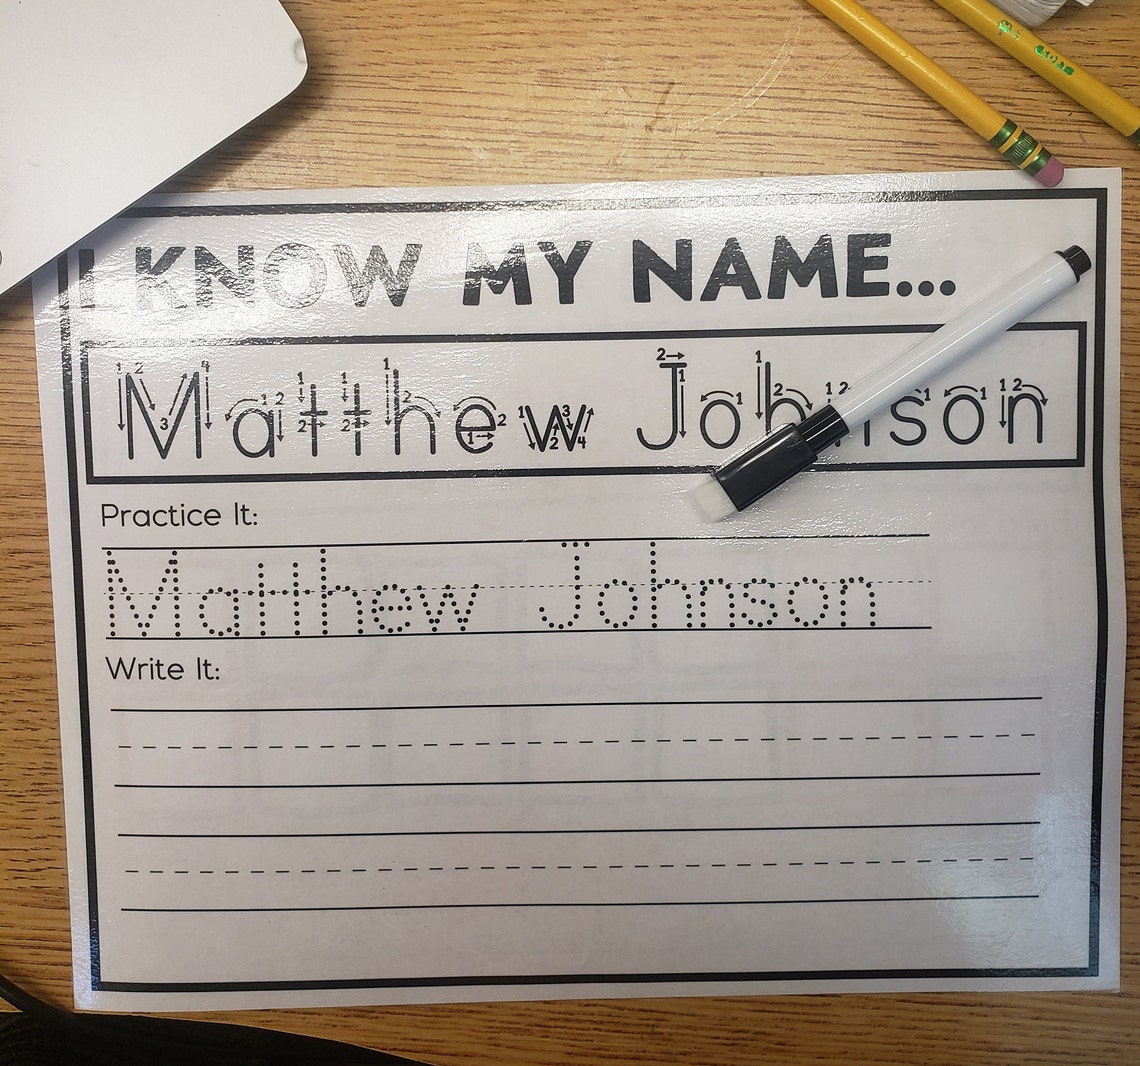 I KNOW MY NAME...
Matthew Johnson
Practice It:
Matthew Johnson
Write It: